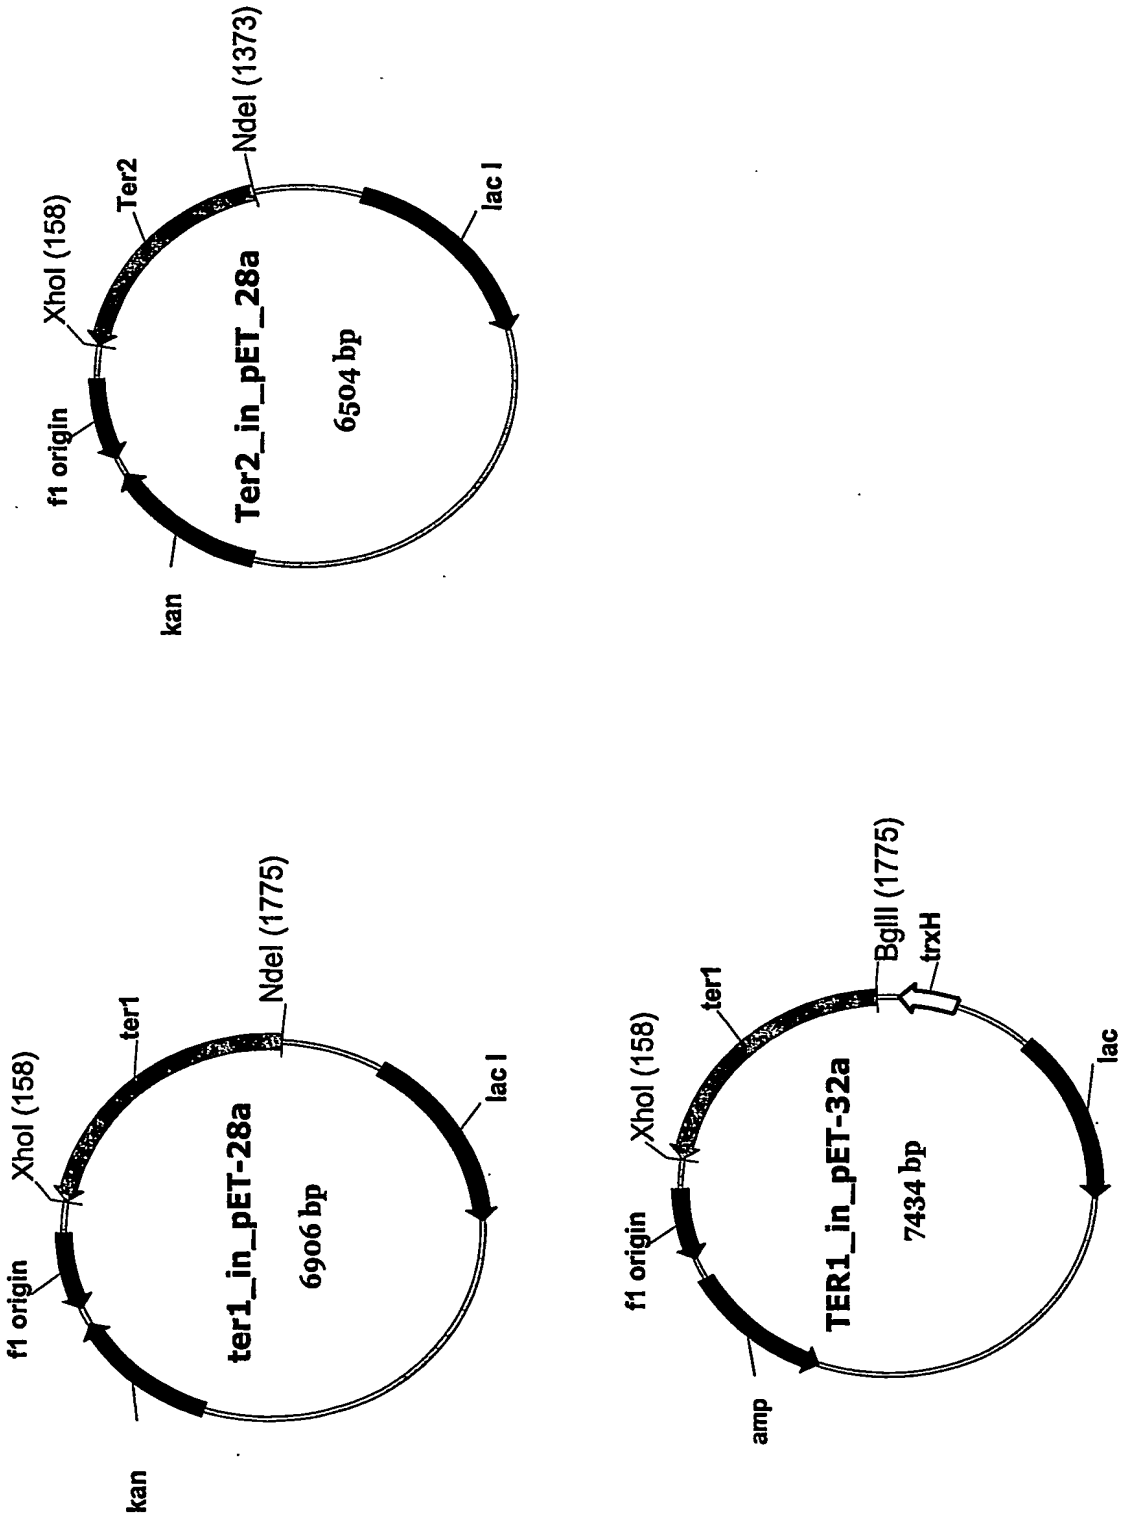 XhoI (158)
f1 origin
ter1
NdeI (1775)
kan
ter1_in_pET-28a
6906 bp
lac I
XhoI (158)
f1 origin
Ter2
NdeI (1373)
kan
Ter2_in_pET_28a
6504 bp
lac I
XhoI (158)
f1 origin
ter1
BglII (1775)
trxH
amp
TER1_in_pET-32a
7434 bp
lac